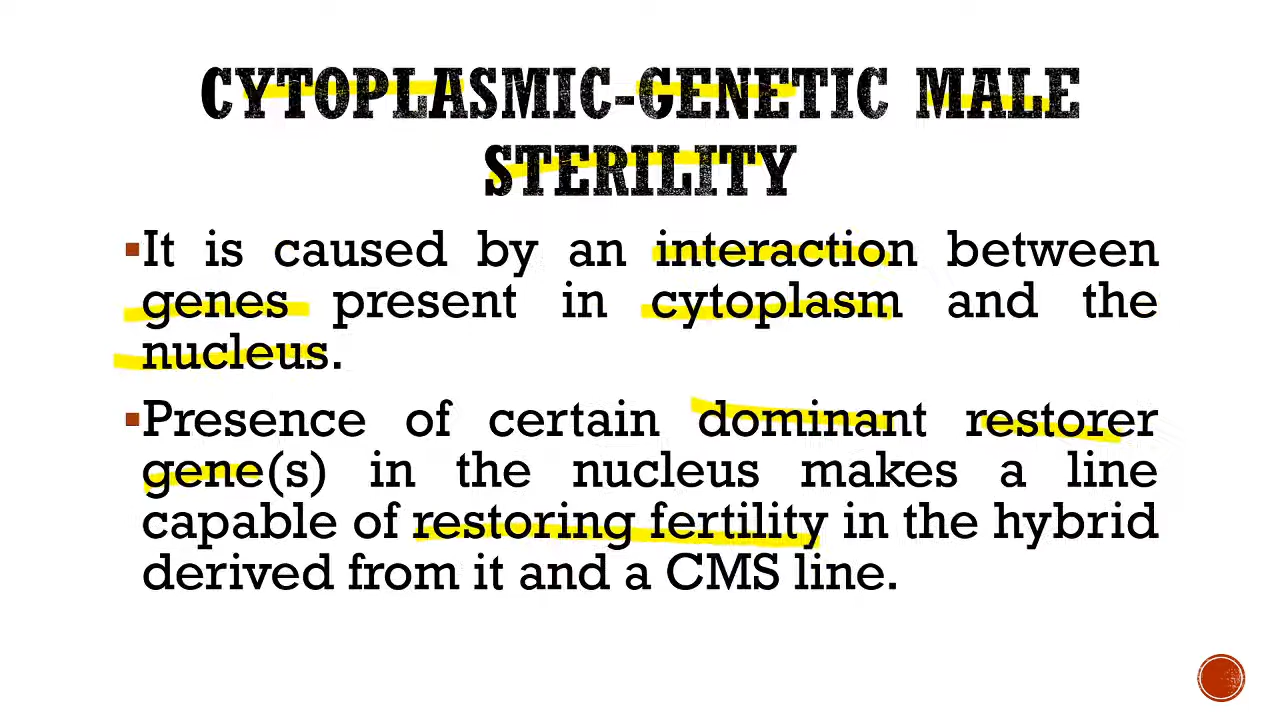 CYTOPLASMIC-GENETIC MALE
STERILITY
▪It is caused by an interaction between
genes present in cytoplasm and the
nucleus.
▪Presence of certain dominant restorer
gene(s) in the nucleus makes a line
capable of restoring fertility in the hybrid
derived from it and a CMS line.